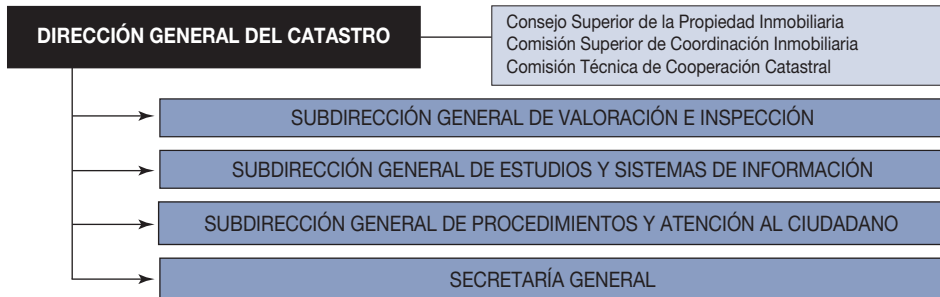 DIRECCIÓN GENERAL DEL CATASTRO
Consejo Superior de la Propiedad Inmobiliaria
Comisión Superior de Coordinación Inmobiliaria
Comisión Técnica de Cooperación Catastral
SUBDIRECCIÓN GENERAL DE VALORACIÓN E INSPECCIÓN
SUBDIRECCIÓN GENERAL DE ESTUDIOS Y SISTEMAS DE INFORMACIÓN
SUBDIRECCIÓN GENERAL DE PROCEDIMIENTOS Y ATENCIÓN AL CIUDADANO
SECRETARÍA GENERAL